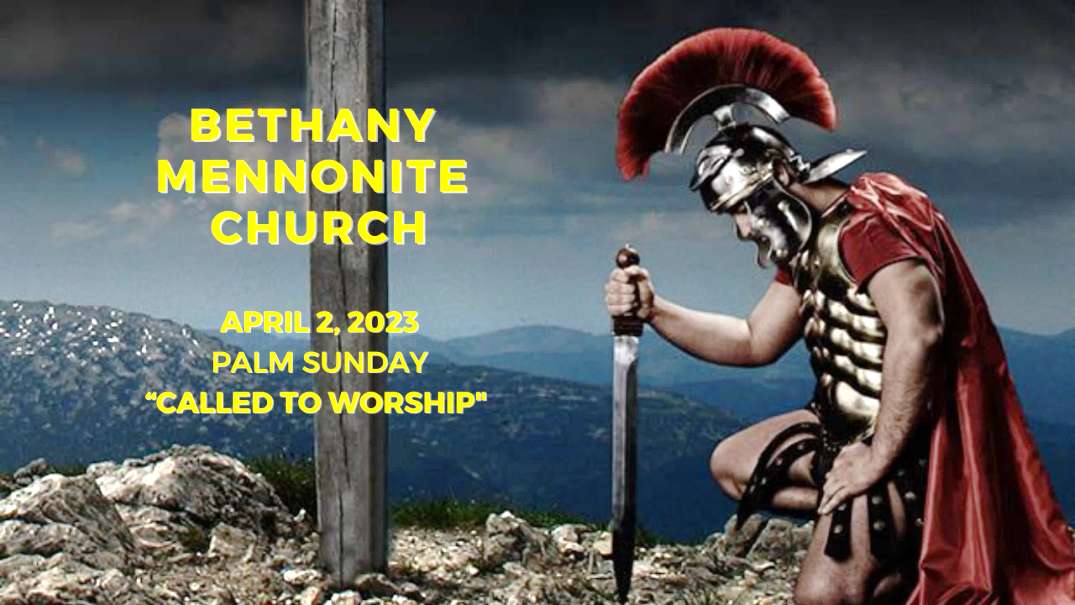 BETHANY
MENNONITE
CHURCH
APRIL 2, 2023
PALM SUNDAY
“CALLED TO WORSHIP"